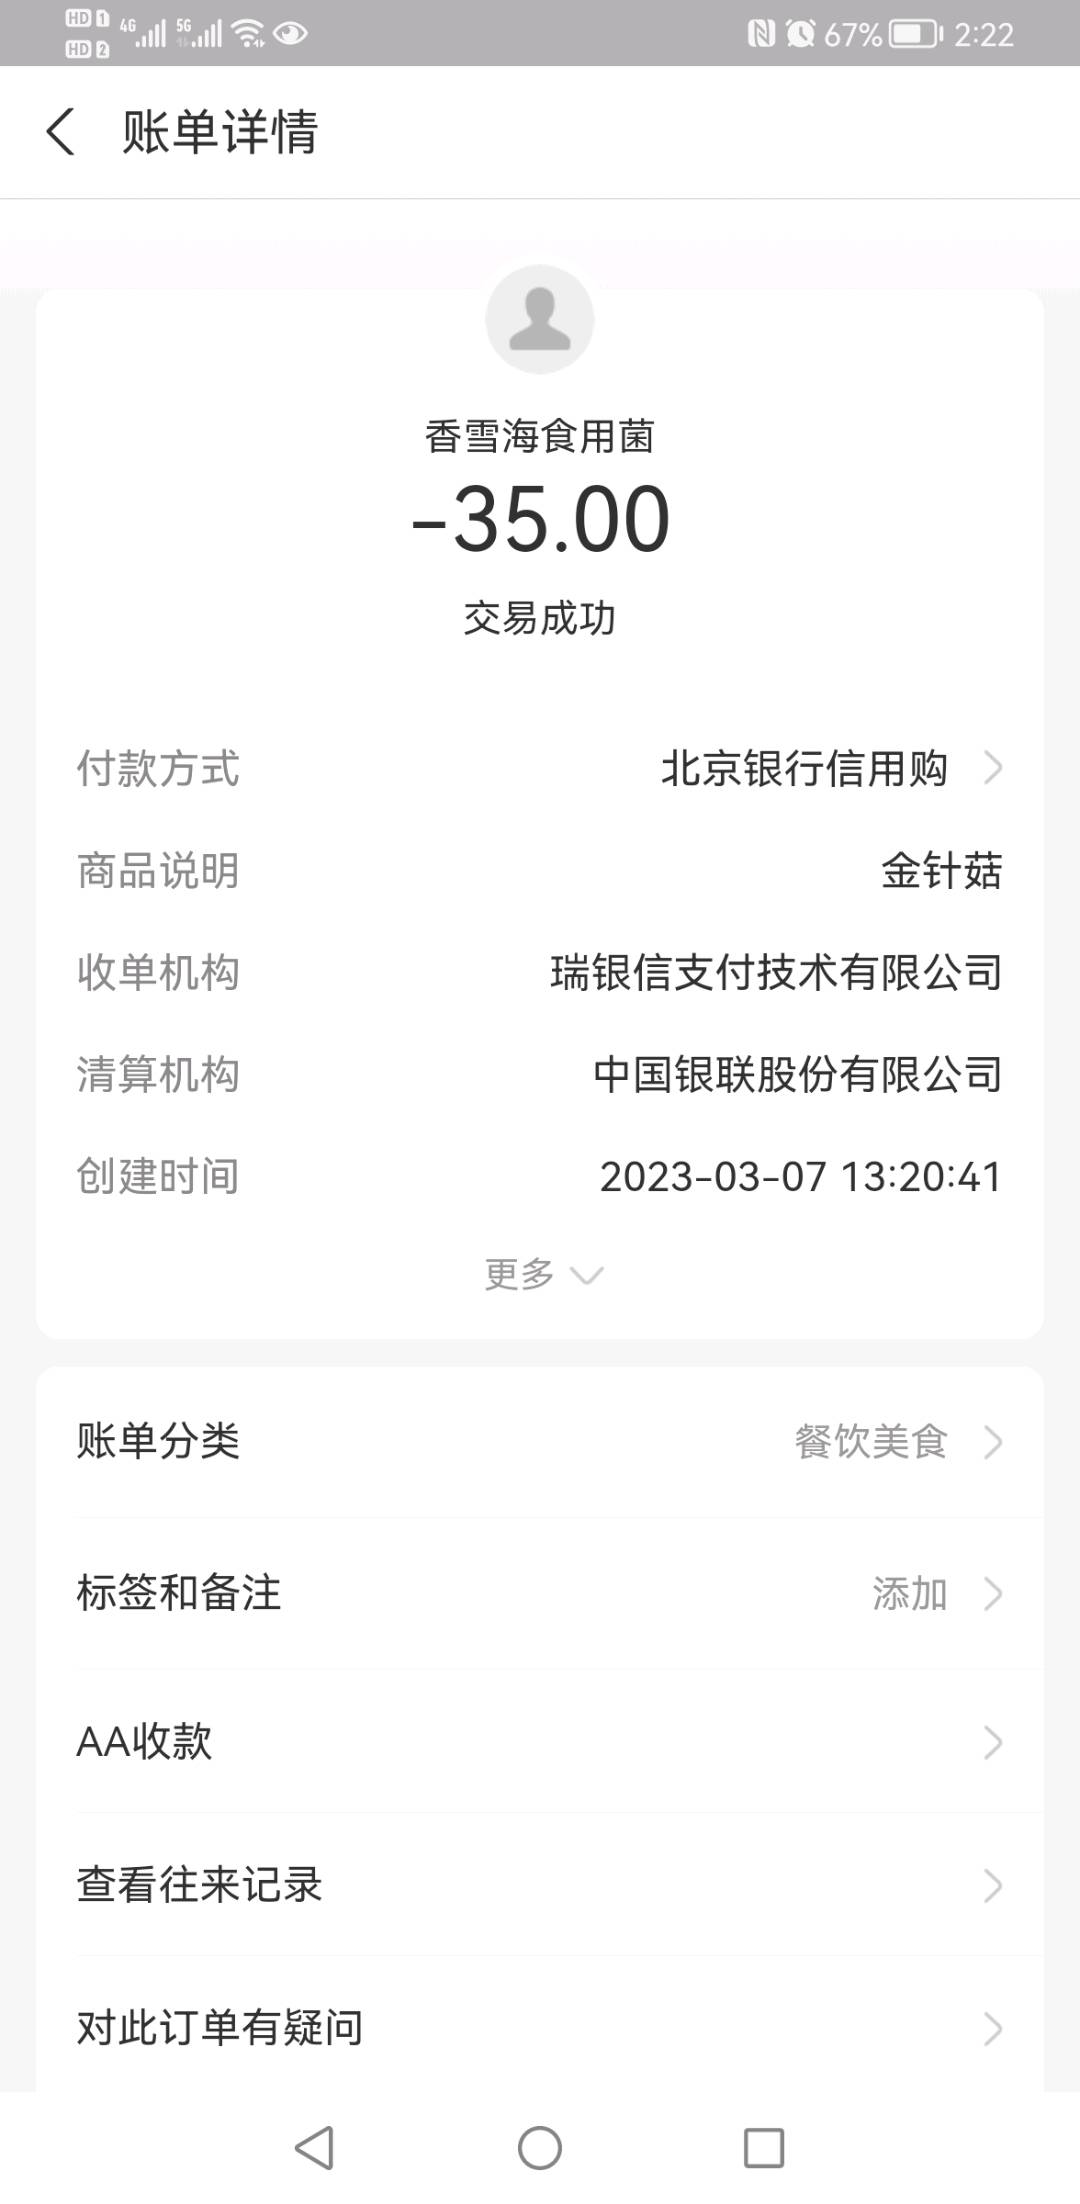 HD 1 4G 5G 67% 2:22
HD 2
账单详情
香雪海食用菌
-35.00
交易成功
付款方式 北京银行信用购
商品说明 金针菇
收单机构 瑞银信支付技术有限公司
清算机构 中国银联股份有限公司
创建时间 2023-03-07 13:20:41
更多
账单分类 餐饮美食
标签和备注 添加
AA收款
查看往来记录
对此订单有疑问